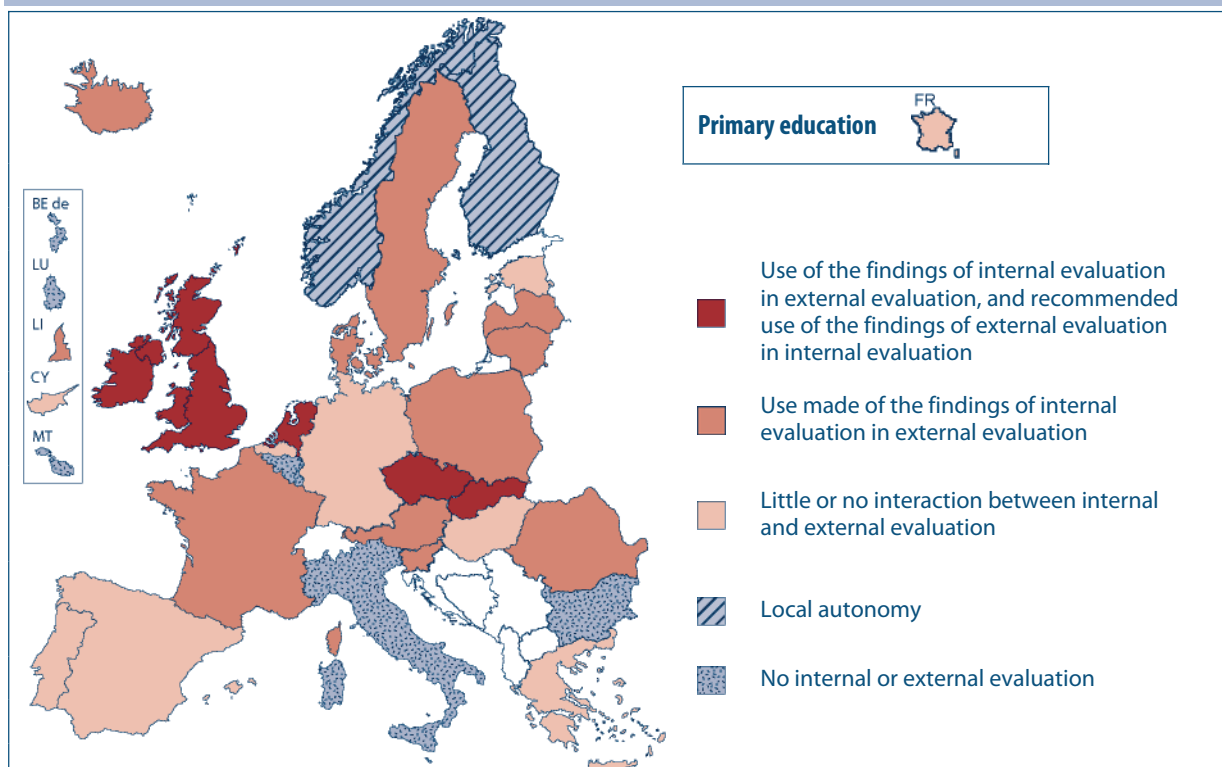 FR
Primary education
BE de
LU
LI
CY
MT
Use of the findings of internal evaluation
in external evaluation, and recommended
use of the findings of external evaluation
in internal evaluation
Use made of the findings of internal
evaluation in external evaluation
Little or no interaction between internal
and external evaluation
Local autonomy
No internal or external evaluation